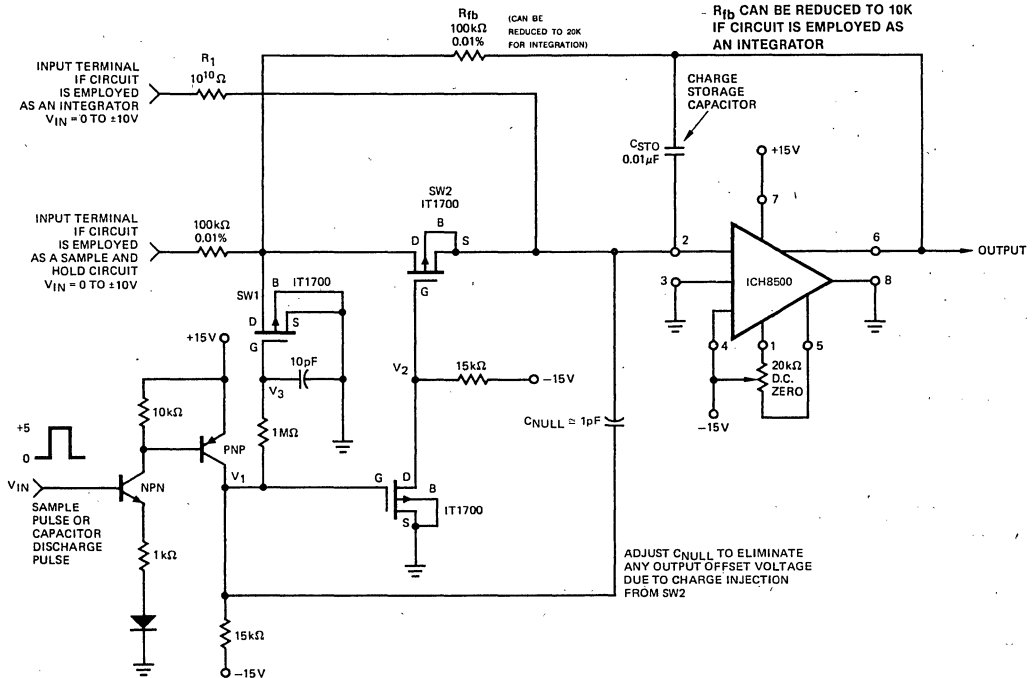 Rfb
100kΩ
0.01%
(CAN BE
REDUCED TO 20K
FOR INTEGRATION)
Rfb CAN BE REDUCED TO 10K
IF CIRCUIT IS EMPLOYED AS
AN INTEGRATOR
INPUT TERMINAL
IF CIRCUIT
IS EMPLOYED
AS AN INTEGRATOR
VIN = 0 TO ±10V
R1
10¹⁰Ω
CHARGE
STORAGE
CAPACITOR
CSTO
0.01µF
+15V
7
INPUT TERMINAL
IF CIRCUIT
IS EMPLOYED
AS A SAMPLE AND
HOLD CIRCUIT
VIN = 0 TO ±10V
100kΩ
0.01%
SW2
IT1700
D
B
S
G
2
3
ICH8500
6
OUTPUT
8
4
1
5
20kΩ
D.C.
ZERO
-15V
SW1
B
IT1700
D
S
G
10pF
V3
+15V
V2
15kΩ
-15V
CNULL ≅ 1pF
10kΩ
PNP
1MΩ
+5
0
VIN
NPN
V1
G
D
B
S
IT1700
SAMPLE
PULSE OR
CAPACITOR
DISCHARGE
PULSE
1kΩ
ADJUST CNULL TO ELIMINATE
ANY OUTPUT OFFSET VOLTAGE
DUE TO CHARGE INJECTION
FROM SW2
15kΩ
-15V